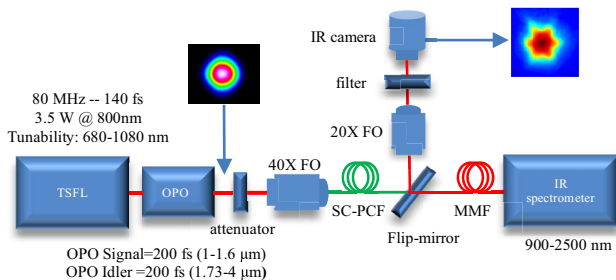 IR camera
filter
80 MHz -- 140 fs
3.5 W @ 800nm
Tunability: 680-1080 nm
20X FO
40X FO
TSFL
OPO
attenuator
SC-PCF
MMF
IR
spectrometer
Flip-mirror
900-2500 nm
OPO Signal=200 fs (1-1.6 μm)
OPO Idler =200 fs (1.73-4 μm)